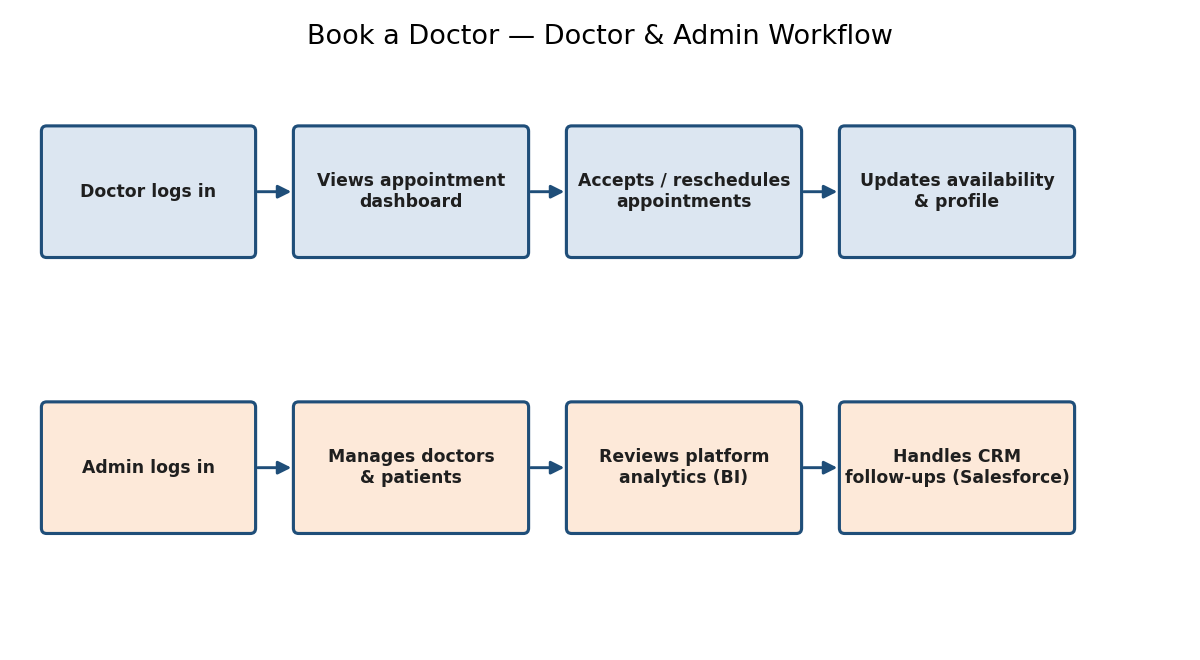 Book a Doctor — Doctor & Admin Workflow
Doctor logs in
Views appointment
dashboard
Accepts / reschedules
appointments
Updates availability
& profile
Admin logs in
Manages doctors
& patients
Reviews platform
analytics (BI)
Handles CRM
follow-ups (Salesforce)